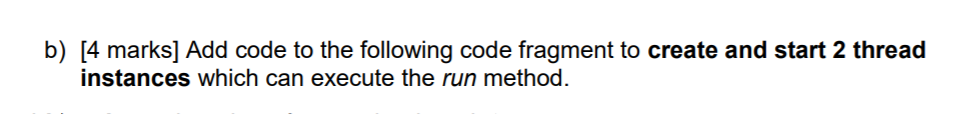 b) [4 marks] Add code to the following code fragment to create and start 2 thread
instances which can execute the run method.